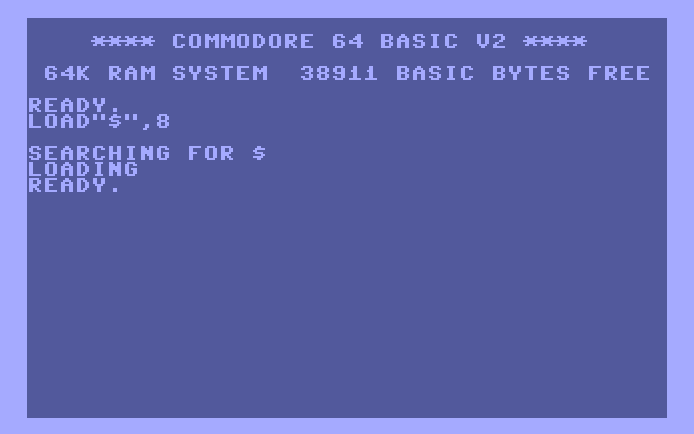 **** COMMODORE 64 BASIC V2 ****
64K RAM SYSTEM  38911 BASIC BYTES FREE
READY.
LOAD"$",8
SEARCHING FOR $
LOADING
READY.